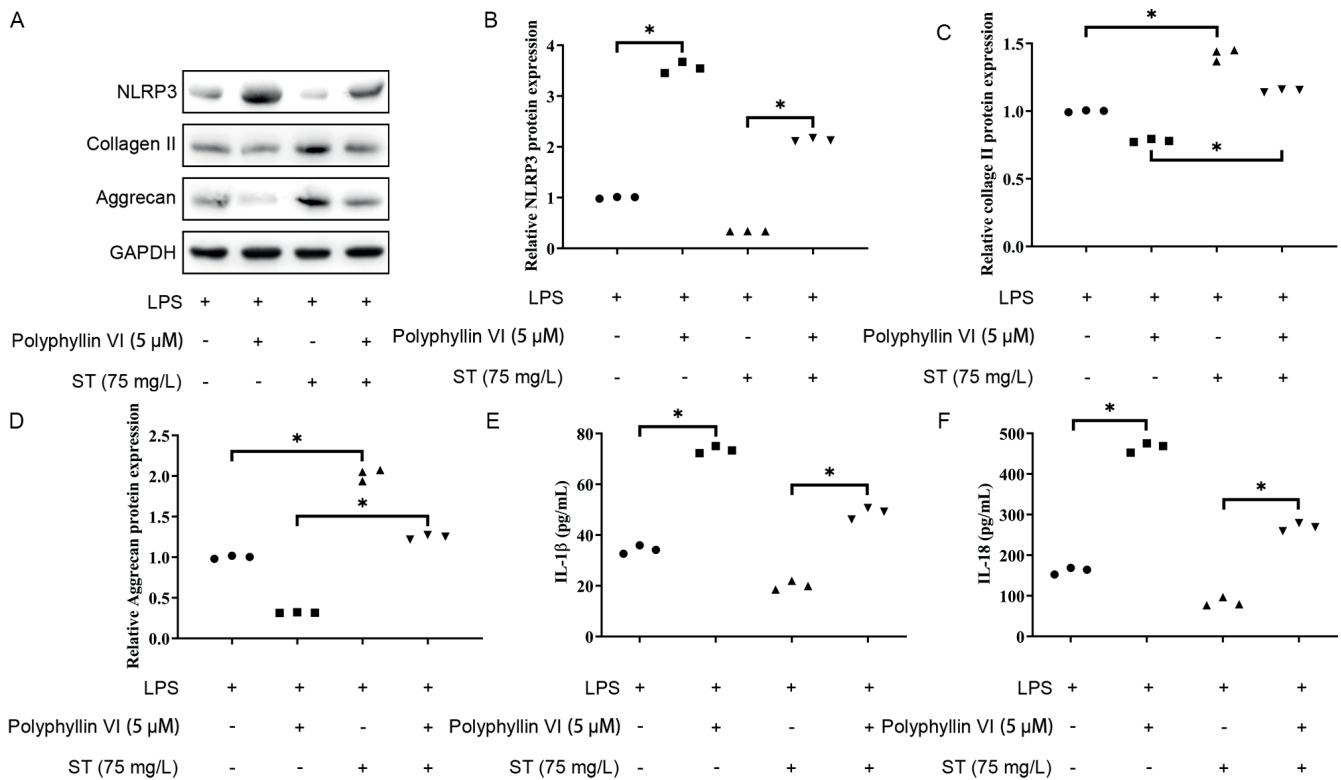 A
NLRP3
Collagen II
Aggrecan
GAPDH
LPS + + + +
Polyphyllin VI (5 μM) - + - +
ST (75 mg/L) - - + +
B
Relative NLRP3 protein expression
4
3
2
1
0
*
*
LPS + + + +
Polyphyllin VI (5 μM) - + - +
ST (75 mg/L) - - + +
C
Relative collage II protein expression
1.5
1.0
0.5
0.0
*
*
LPS + + + +
Polyphyllin VI (5 μM) - + - +
ST (75 mg/L) - - + +
D
Relative Aggrecan protein expression
2.5
2.0
1.5
1.0
0.5
0.0
*
*
LPS + + + +
Polyphyllin VI (5 μM) - + - +
ST (75 mg/L) - - + +
E
IL-1β (pg/mL)
80
60
40
20
0
*
*
LPS + + + +
Polyphyllin VI (5 μM) - + - +
ST (75 mg/L) - - + +
F
IL-18 (pg/mL)
500
400
300
200
100
0
*
*
LPS + + + +
Polyphyllin VI (5 μM) - + - +
ST (75 mg/L) - - + +